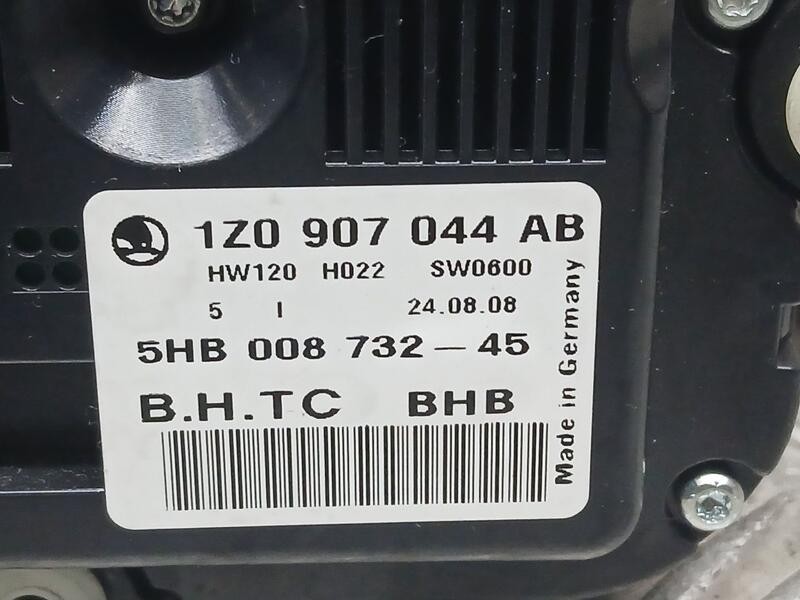 1Z0 907 044 AB
HW120 H022 SW0600
5 I 24.08.08
5HB 008 732-45
B.H.TC BHB
Made in Germany